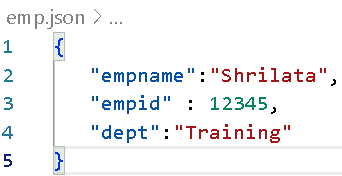 emp.json > ...
1 {
2 "empname":"Shrilata",
3 "empid" : 12345,
4 "dept":"Training"
5 }